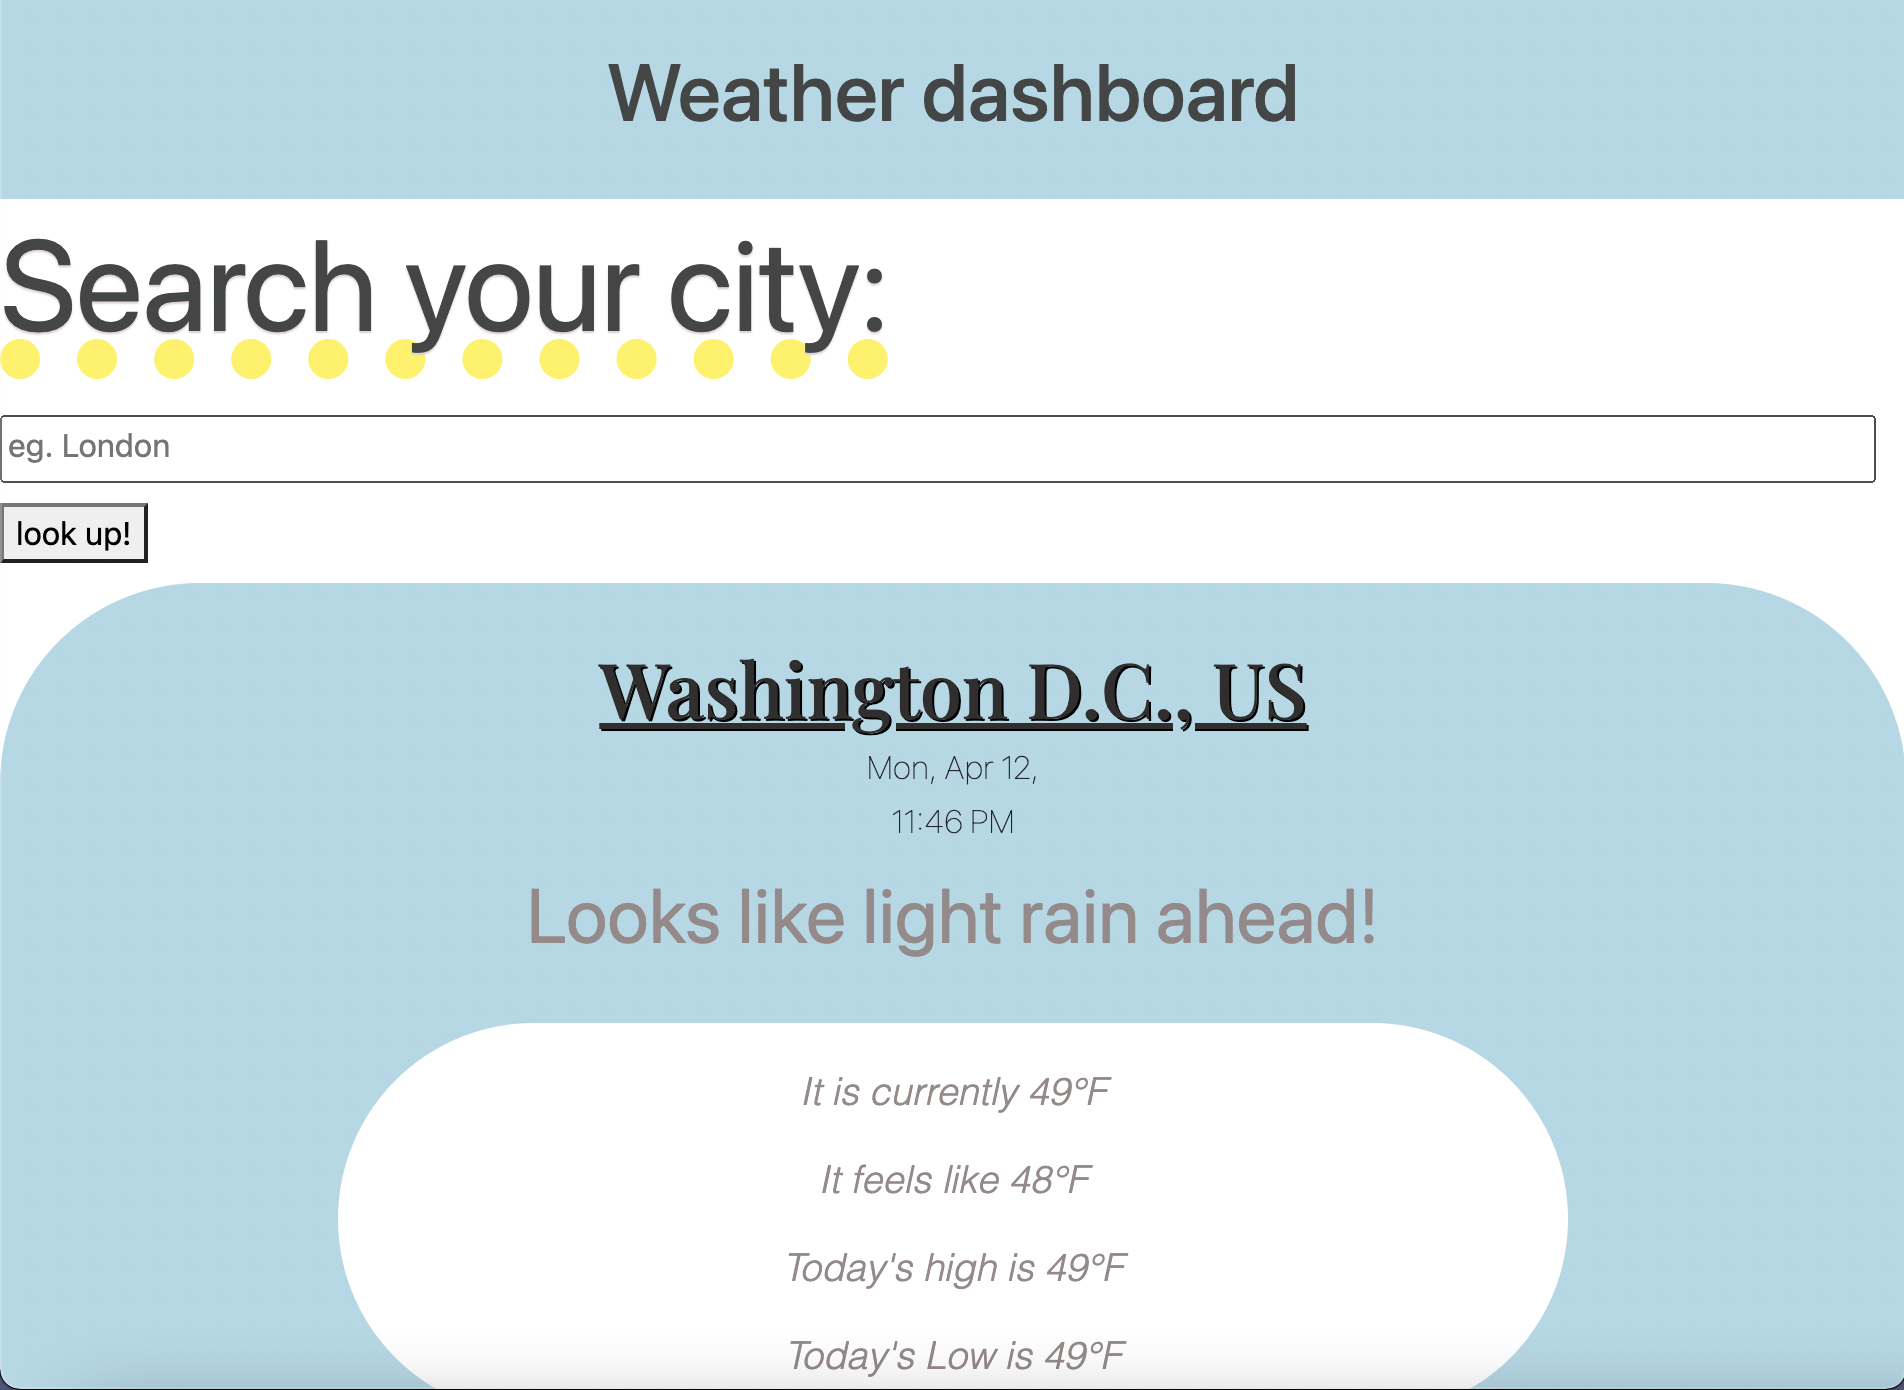 Weather dashboard
Search your city:
eg. London
look up!
Washington D.C., US
Mon, Apr 12,
11:46 PM
Looks like light rain ahead!
It is currently 49°F
It feels like 48°F
Today's high is 49°F
Today's Low is 49°F